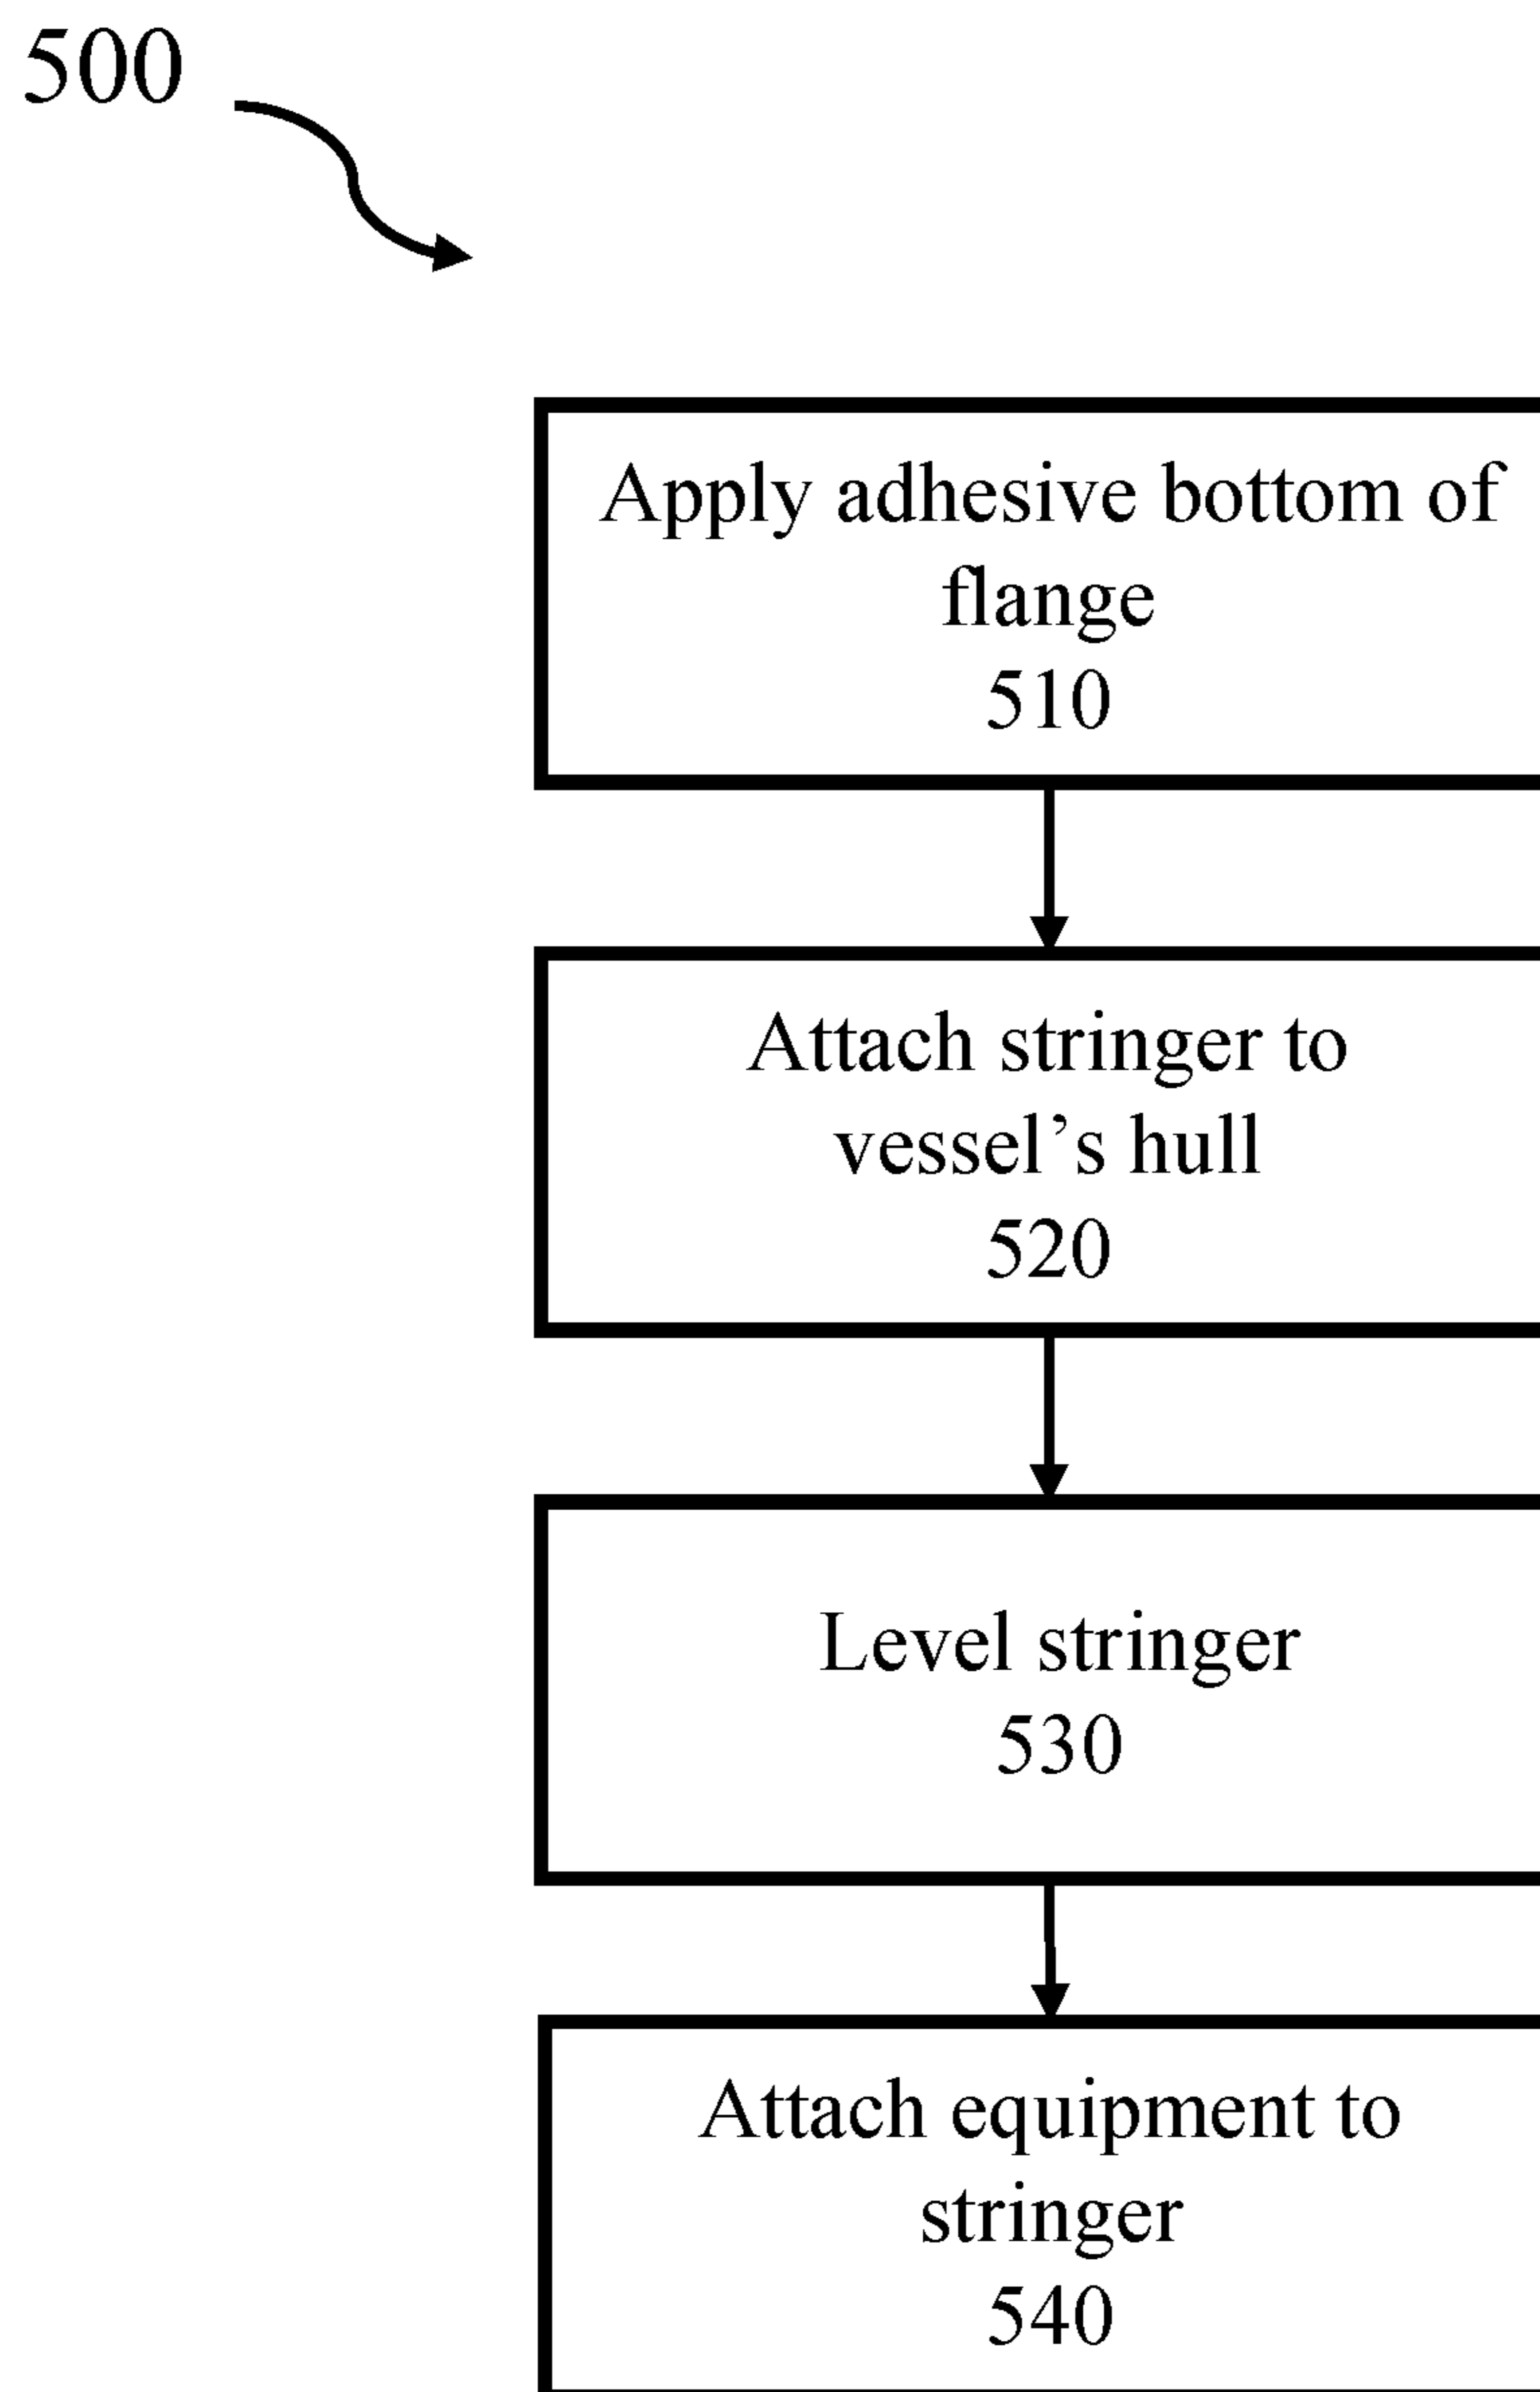 500
Apply adhesive bottom of
flange
510
Attach stringer to
vessel’s hull
520
Level stringer
530
Attach equipment to
stringer
540